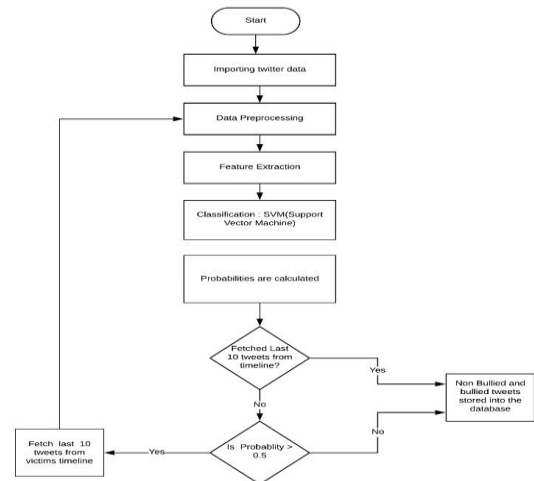 Start
Importing twitter data
Data Preprocessing
Feature Extraction
Classification : SVM(Support
Vector Machine)
Probabilities are calculated
Fetched Last
10 tweets from
timeline?
Yes
Non Bullied and
bullied tweets
stored into the
database
No
No
Is Probablity >
0.5
Yes
Fetch last 10
tweets from
victims timeline